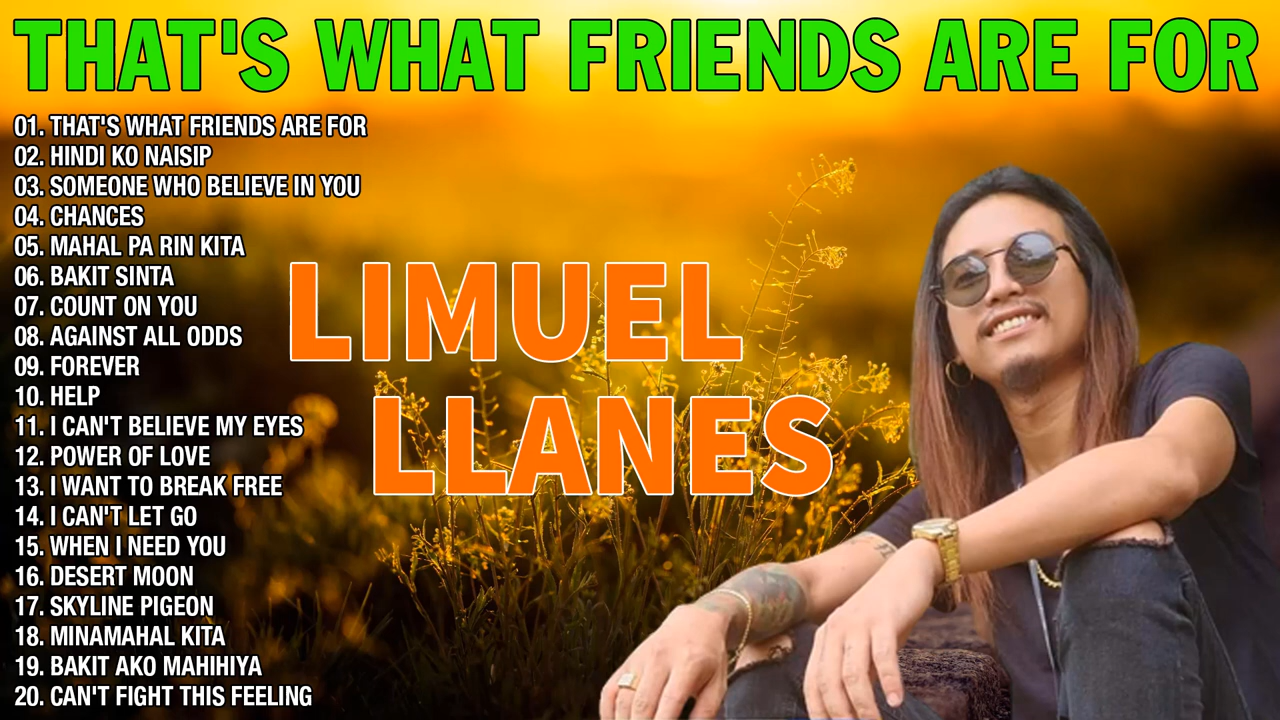 THAT'S WHAT FRIENDS ARE FOR
01. THAT'S WHAT FRIENDS ARE FOR
02. HINDI KO NAISIP
03. SOMEONE WHO BELIEVE IN YOU
04. CHANCES
05. MAHAL PA RIN KITA
06. BAKIT SINTA
07. COUNT ON YOU
08. AGAINST ALL ODDS
09. FOREVER
10. HELP
11. I CAN'T BELIEVE MY EYES
12. POWER OF LOVE
13. I WANT TO BREAK FREE
14. I CAN'T LET GO
15. WHEN I NEED YOU
16. DESERT MOON
17. SKYLINE PIGEON
18. MINAMAHAL KITA
19. BAKIT AKO MAHIHIYA
20. CAN'T FIGHT THIS FEELING
LIMUEL
LLANES